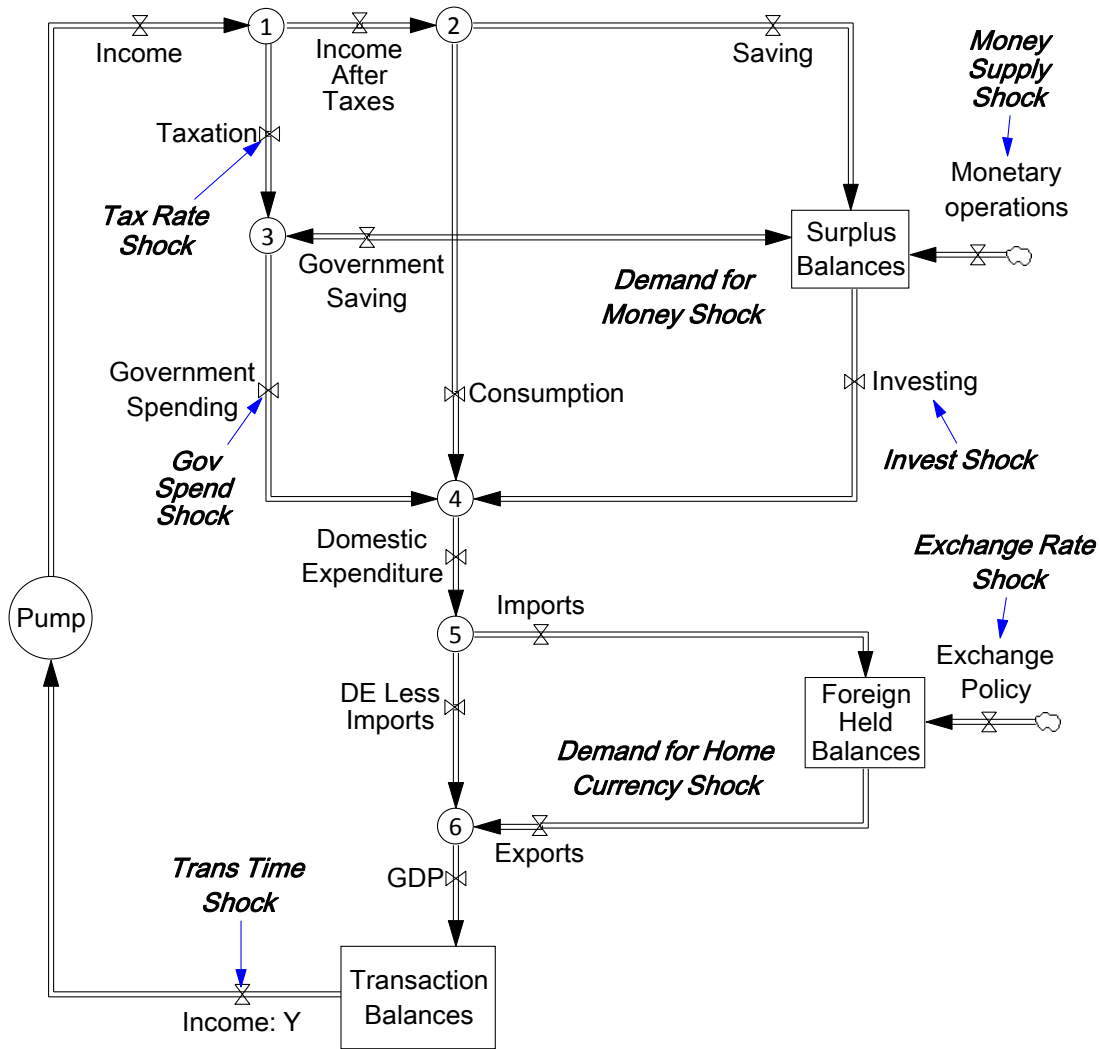 1
2
Income
Income
After
Taxes
Saving
Money
Supply
Shock
Taxation
Monetary
operations
Tax Rate
Shock
3
Government
Saving
Surplus
Balances
Demand for
Money Shock
Government
Spending
Consumption
Investing
Gov
Spend
Shock
Invest Shock
4
Domestic
Expenditure
Exchange Rate
Shock
Pump
Imports
5
Exchange
Policy
DE Less
Imports
Foreign
Held
Balances
Demand for Home
Currency Shock
6
Exports
GDP
Trans Time
Shock
Transaction
Balances
Income: Y